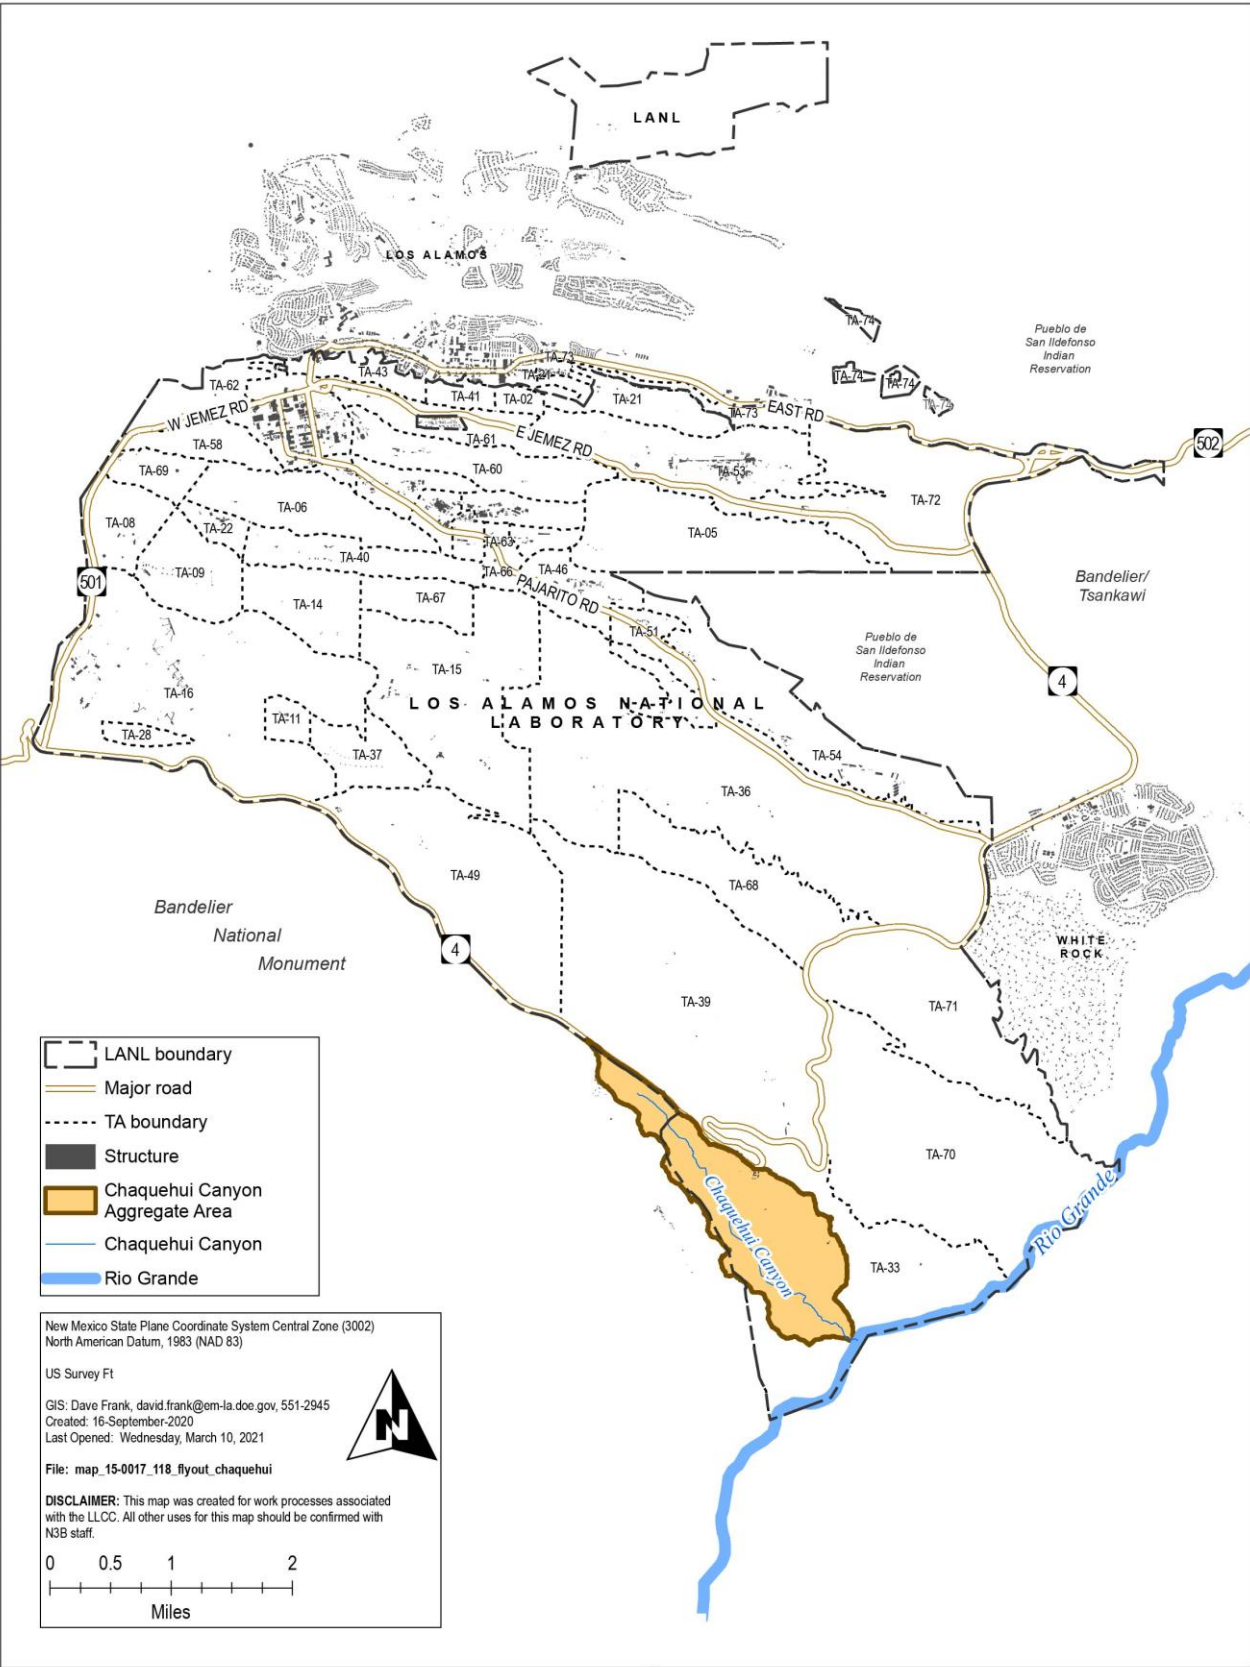 LANL
LOS ALAMOS
TA-74
Pueblo de
San Ildefonso
Indian
Reservation
TA-73
TA-43
TA-21
TA-74
TA-74
TA-74
TA-62
TA-41
TA-02
TA-21
TA-73
EAST RD
W JEMEZ RD
E JEMEZ RD
502
TA-58
TA-61
TA-69
TA-60
TA-53
TA-72
TA-06
TA-08
TA-22
TA-05
TA-63
TA-40
TA-09
TA-66
TA-46
501
PAJARITO RD
Bandelier/
Tsankawi
TA-14
TA-67
TA-51
Pueblo de
San Ildefonso
Indian
Reservation
TA-15
4
TA-16
LOS ALAMOS NATIONAL
LABORATORY
TA-11
TA-28
TA-37
TA-54
TA-36
TA-49
TA-68
Bandelier
National
Monument
4
WHITE
ROCK
TA-39
TA-71
TA-70
Chaquehui Canyon
Rio Grande
TA-33
LANL boundary
Major road
TA boundary
Structure
Chaquehui Canyon
Aggregate Area
Chaquehui Canyon
Rio Grande
New Mexico State Plane Coordinate System Central Zone (3002)
North American Datum, 1983 (NAD 83)
US Survey Ft
GIS: Dave Frank, david.frank@em-la.doe.gov, 551-2945
Created: 16-September-2020
Last Opened: Wednesday, March 10, 2021
N
File: map_15-0017_118_flyout_chaquehui
DISCLAIMER: This map was created for work processes associated
with the LLCC. All other uses for this map should be confirmed with
N3B staff.
0 0.5 1 2
Miles